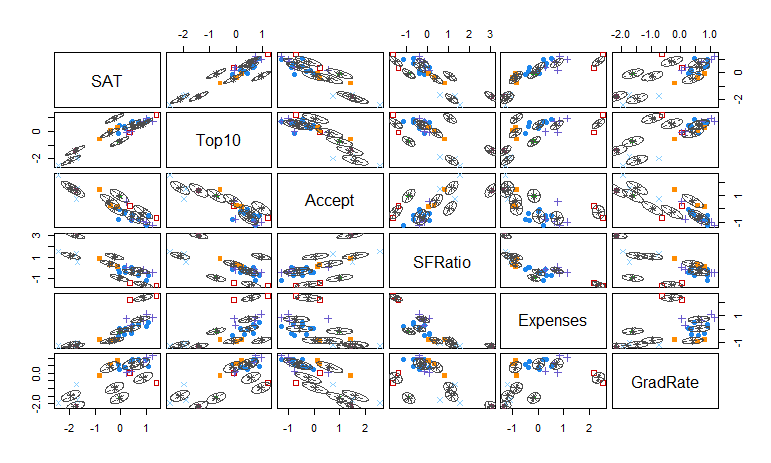 -2.0 -1.0 0.0 1.0
-2 -1 0 1
0 1 2 3
SAT
-2 0
Top10
-2 0
Accept
-1 1
SFRatio
-1 1 3
Expenses
-1 1
GradRate
-2.0 0.0
-2 -1 0 1
-1 0 1 2
-1 0 1 2